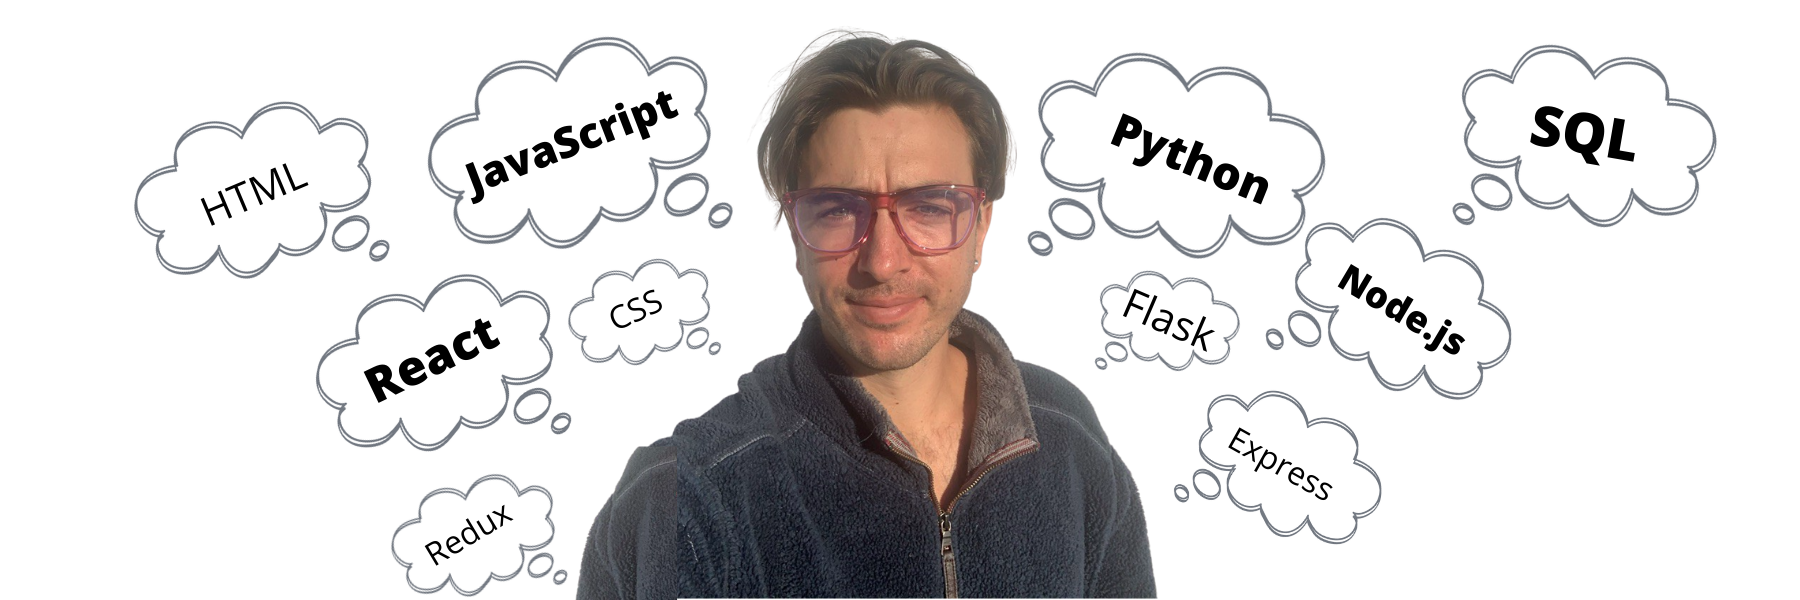 HTML
JavaScript
React
CSS
Redux
Python
SQL
Flask
Node.js
Express